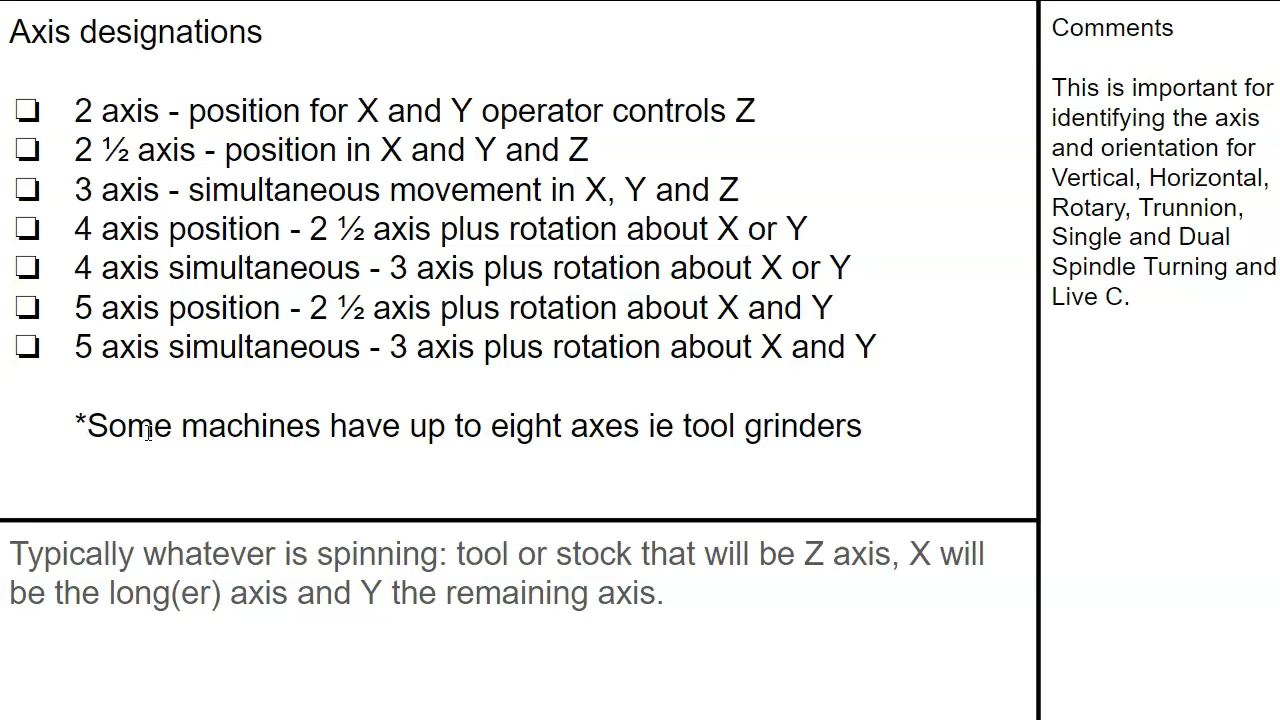 Axis designations
❏ 2 axis - position for X and Y operator controls Z
❏ 2 ½ axis - position in X and Y and Z
❏ 3 axis - simultaneous movement in X, Y and Z
❏ 4 axis position - 2 ½ axis plus rotation about X or Y
❏ 4 axis simultaneous - 3 axis plus rotation about X or Y
❏ 5 axis position - 2 ½ axis plus rotation about X and Y
❏ 5 axis simultaneous - 3 axis plus rotation about X and Y
*Some machines have up to eight axes ie tool grinders
Typically whatever is spinning: tool or stock that will be Z axis, X will
be the long(er) axis and Y the remaining axis.
Comments
This is important for
identifying the axis
and orientation for
Vertical, Horizontal,
Rotary, Trunnion,
Single and Dual
Spindle Turning and
Live C.